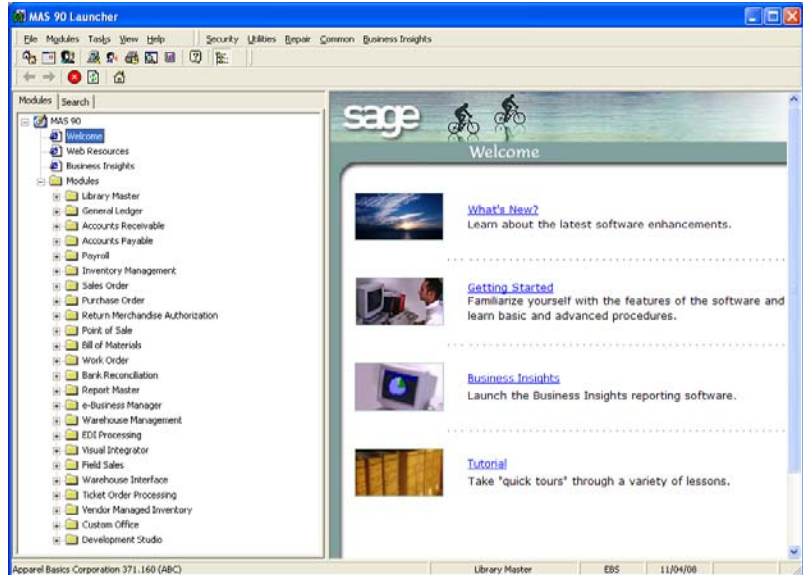 MAS 90 Launcher
File Modules Tasks View Help Security Utilities Repair Common Business Insights
Modules Search
MAS 90
Welcome
Web Resources
Business Insights
Modules
Library Master
General Ledger
Accounts Receivable
Accounts Payable
Payroll
Inventory Management
Sales Order
Purchase Order
Return Merchandise Authorization
Point of Sale
Bill of Materials
Work Order
Bank Reconciliation
Report Master
e-Business Manager
Warehouse Management
EDI Processing
Visual Integrator
Field Sales
Warehouse Interface
Ticket Order Processing
Vendor Managed Inventory
Custom Office
Development Studio
sage
Welcome
What's New?
Learn about the latest software enhancements.
Getting Started
Familiarize yourself with the features of the software and
learn basic and advanced procedures.
Business Insights
Launch the Business Insights reporting software.
Tutorial
Take "quick tours" through a variety of lessons.
Apparel Basics Corporation 371.160 (ABC) Library Master EBS 11/04/08